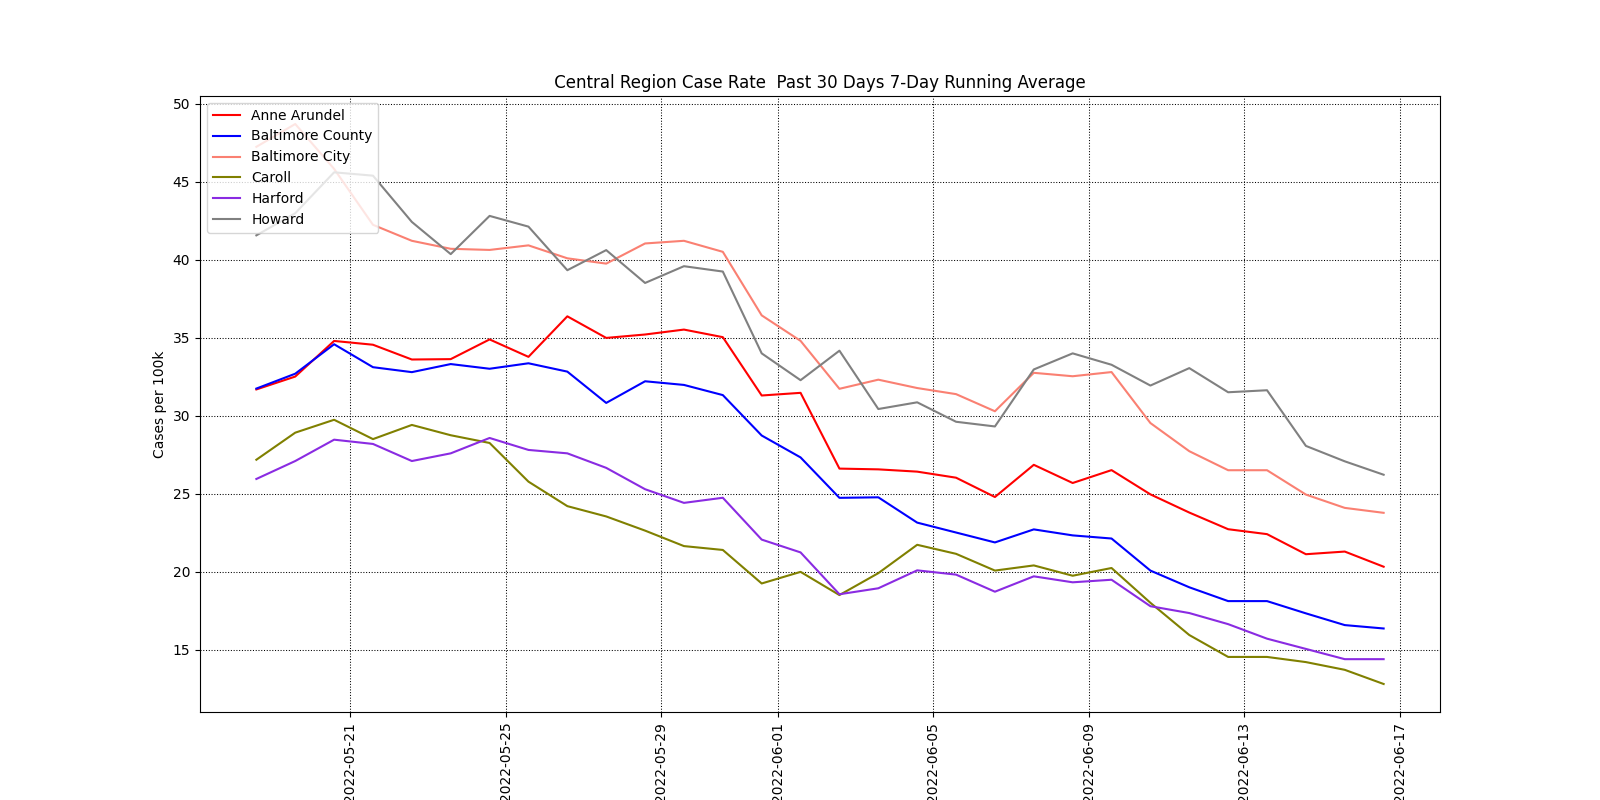 Central Region Case Rate  Past 30 Days 7-Day Running Average
Anne Arundel
Baltimore County
Baltimore City
Caroll
Harford
Howard
Cases per 100k
50
45
40
35
30
25
20
15
2022-05-21
2022-05-25
2022-05-29
2022-06-01
2022-06-05
2022-06-09
2022-06-13
2022-06-17